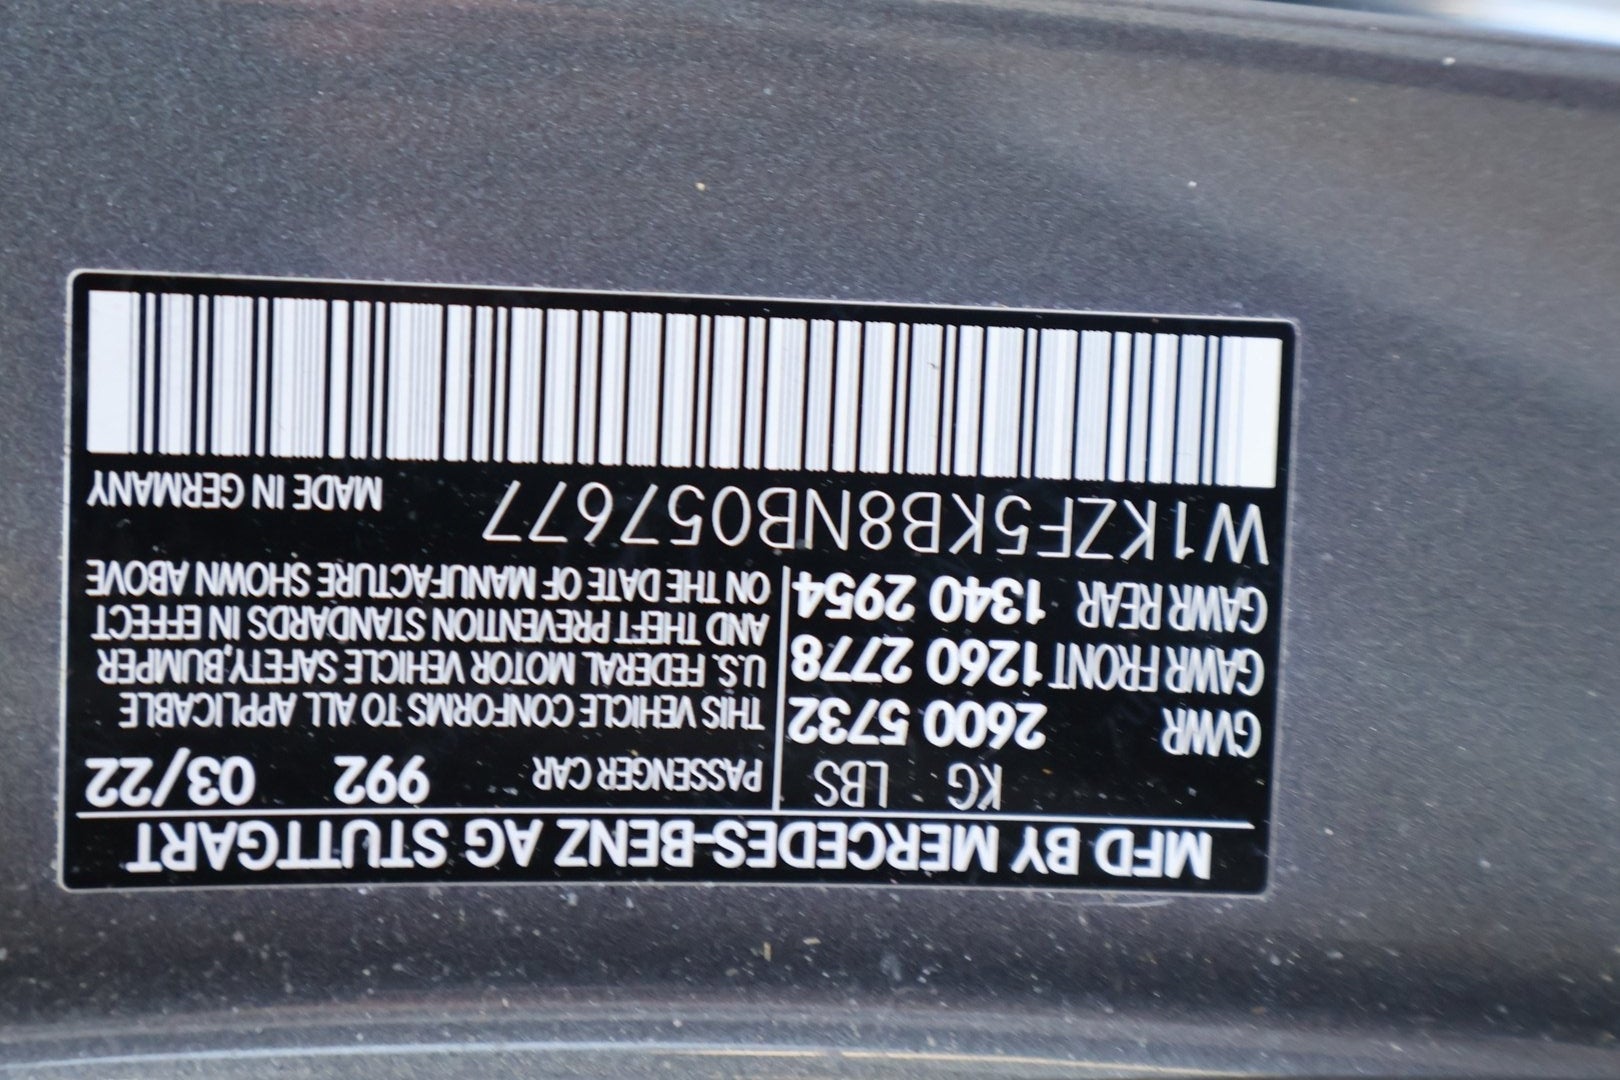 MFD BY MERCEDES-BENZ AG STUTTGART
KG LBS
GVWR 2600 5732
GAWR FRONT 1260 2778
GAWR REAR 1340 2954
PASSENGER CAR 992 03/22
THIS VEHICLE CONFORMS TO ALL APPLICABLE
U.S. FEDERAL MOTOR VEHICLE SAFETY,BUMPER
AND THEFT PREVENTION STANDARDS IN EFFECT
ON THE DATE OF MANUFACTURE SHOWN ABOVE
W1KZF5KB8NB057677 MADE IN GERMANY